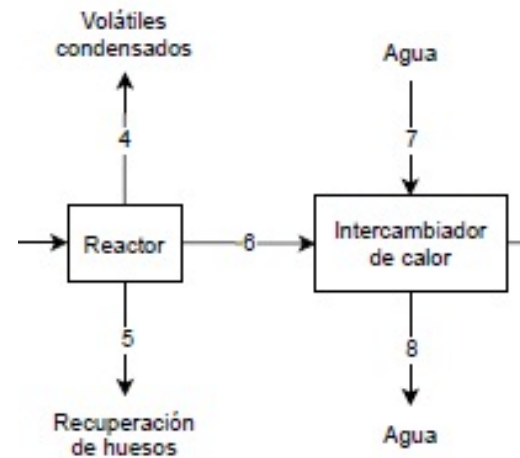 Volátiles
condensados
Agua
4
7
Reactor
6
Intercambiador
de calor
5
8
Recuperación
de huesos
Agua